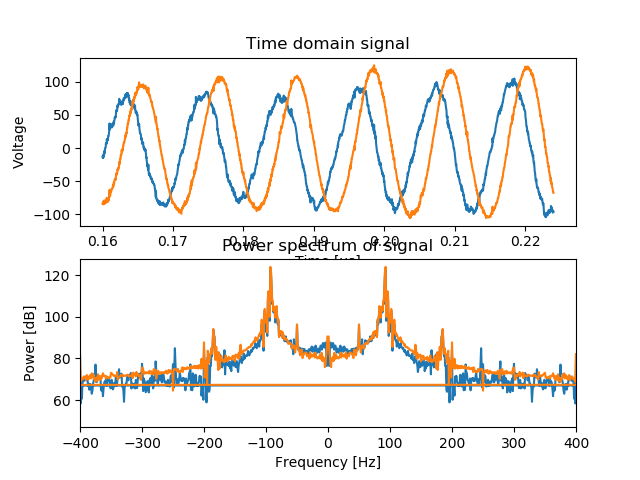 Time domain signal
Voltage
100
50
0
−50
−100
0.16 0.17 0.18 0.19 0.20 0.21 0.22
Power spectrum of signal
Power [dB]
120
100
80
60
−400 −300 −200 −100 0 100 200 300 400
Frequency [Hz]